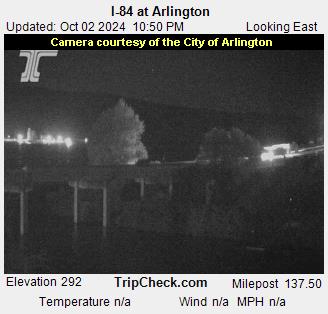 I-84 at Arlington
Updated: Oct 02 2024 10:50 PM Looking East
Camera courtesy of the City of Arlington
Elevation 292 TripCheck.com Milepost 137.50
Temperature n/a Wind n/a MPH n/a